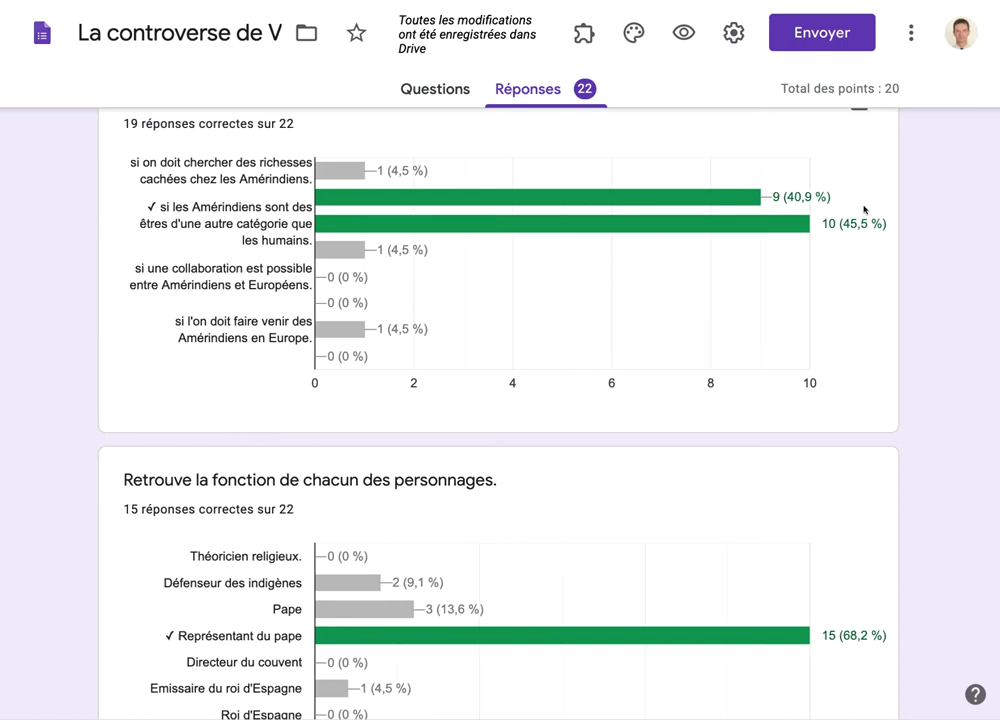 La controverse de V
Toutes les modifications
ont été enregistrées dans
Drive
Envoyer
Questions
Réponses 22
Total des points : 20
19 réponses correctes sur 22
si on doit chercher des richesses
cachées chez les Amérindiens.
1 (4,5 %)
9 (40,9 %)
✓ si les Amérindiens sont des
êtres d'une autre catégorie que
les humains.
10 (45,5 %)
1 (4,5 %)
si une collaboration est possible
entre Amérindiens et Européens.
0 (0 %)
0 (0 %)
si l'on doit faire venir des
Amérindiens en Europe.
1 (4,5 %)
0 (0 %)
0 2 4 6 8 10
Retrouve la fonction de chacun des personnages.
15 réponses correctes sur 22
Théoricien religieux. 0 (0 %)
Défenseur des indigènes 2 (9,1 %)
Pape 3 (13,6 %)
✓ Représentant du pape 15 (68,2 %)
Directeur du couvent 0 (0 %)
Emissaire du roi d'Espagne 1 (4,5 %)
Roi d'Espagne 0 (0 %)